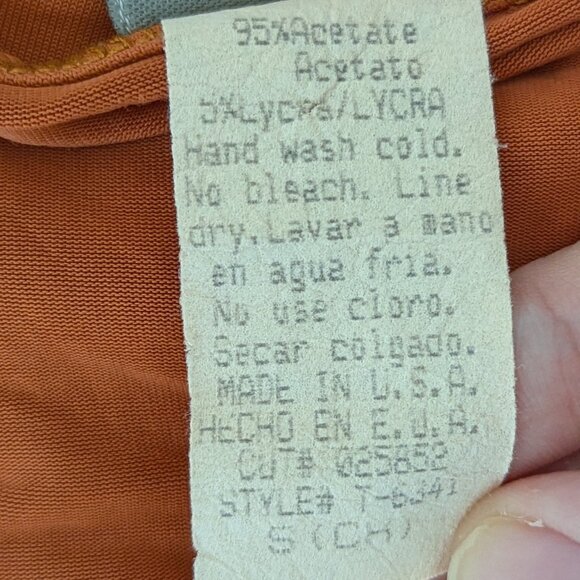 95%Acetate
Acetato
5%Lycra/LYCRA
Hand wash cold.
No bleach. Line
dry.Lavar a mano
en agua fria.
No use cloro.
Secar colgado.
MADE IN U.S.A.
HECHO EN E.U.A.
CUT# 025852
STYLE# T-6341
S(CH)